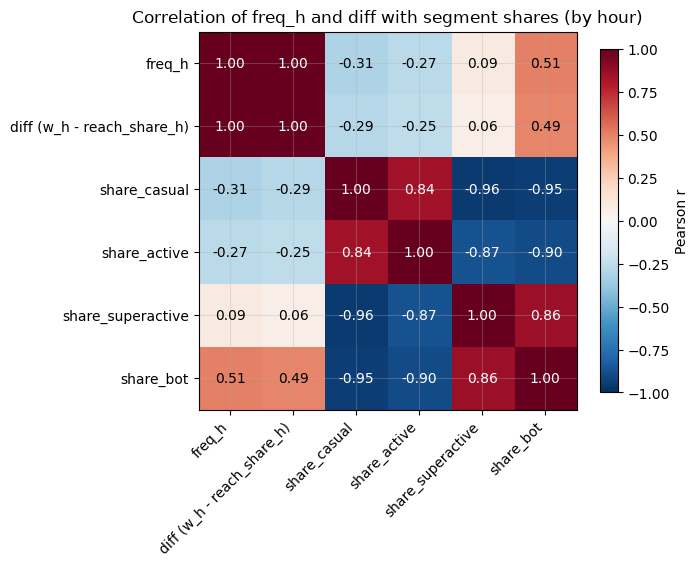 Correlation of freq_h and diff with segment shares (by hour)
freq_h 1.00 1.00 -0.31 -0.27 0.09 0.51
diff (w_h - reach_share_h) 1.00 1.00 -0.29 -0.25 0.06 0.49
share_casual -0.31 -0.29 1.00 0.84 -0.96 -0.95
share_active -0.27 -0.25 0.84 1.00 -0.87 -0.90
share_superactive 0.09 0.06 -0.96 -0.87 1.00 0.86
share_bot 0.51 0.49 -0.95 -0.90 0.86 1.00
freq_h
diff (w_h - reach_share_h)
share_casual
share_active
share_superactive
share_bot
1.00
0.75
0.50
0.25
0.00
−0.25
−0.50
−0.75
−1.00
Pearson r